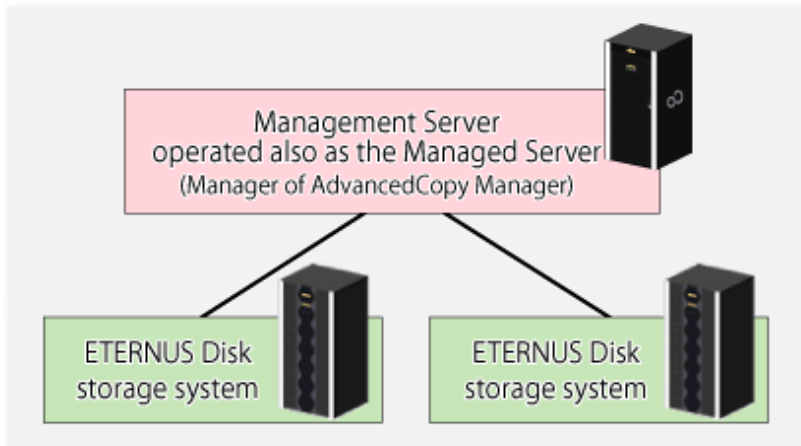 Management Server
operated also as the Managed Server
(Manager of AdvancedCopy Manager)
ETERNUS Disk
storage system
ETERNUS Disk
storage system